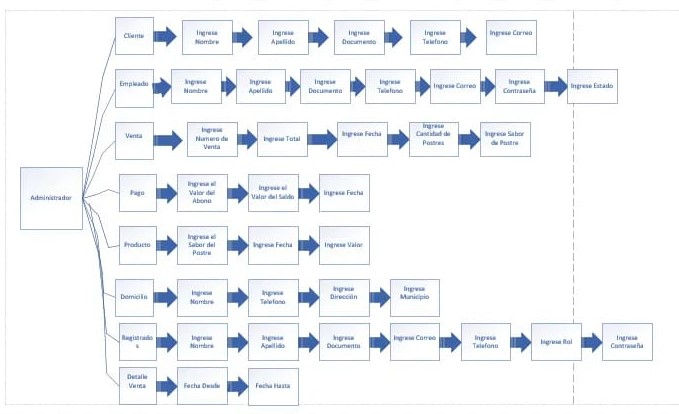 Cliente
Ingrese
Nombre
Ingrese
Apellido
Ingrese
Documento
Ingrese
Telefono
Ingrese Correo
Empleado
Ingrese
Nombre
Ingrese
Apellido
Ingrese
Documento
Ingrese
Telefono
Ingrese Correo
Ingrese
Contraseña
Ingrese Estado
Venta
Ingrese
Numero de
Venta
Ingrese Total
Ingrese Fecha
Ingrese
Cantidad de
Postres
Ingrese Sabor
de Postre
Administrador
Pago
Ingrese el
Valor del
Abono
Ingrese el
Valor del Saldo
Ingrese Fecha
Producto
Ingrese el
Sabor del
Postre
Ingrese Fecha
Ingrese Valor
Domicilio
Ingrese
Nombre
Ingrese
Telefono
Ingrese
Dirección
Ingrese
Municipio
Registrado
s
Ingrese
Nombre
Ingrese
Apellido
Ingrese
Documento
Ingrese Correo
Ingrese
Telefono
Ingrese Rol
Ingrese
Contraseña
Detalle
Venta
Fecha Desde
Fecha Hasta